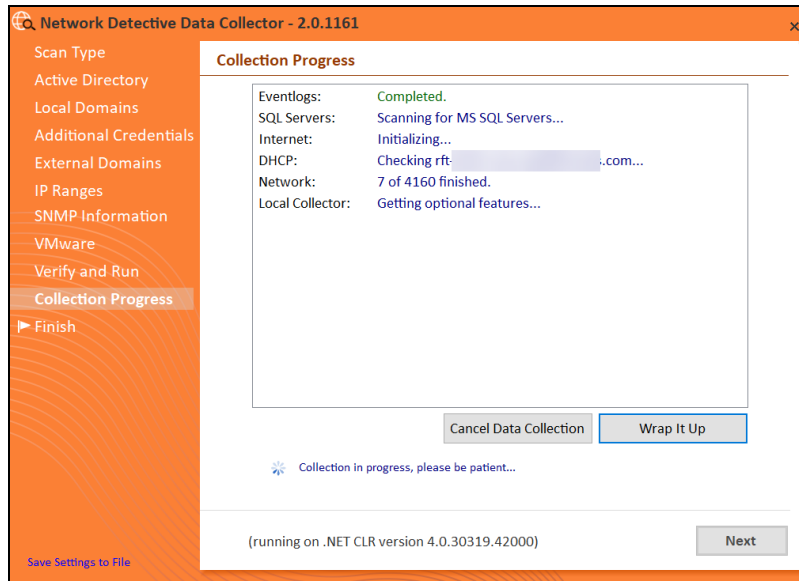 Network Detective Data Collector - 2.0.1161
×
Scan Type
Active Directory
Local Domains
Additional Credentials
External Domains
IP Ranges
SNMP Information
VMware
Verify and Run
Collection Progress
Finish
Save Settings to File
Collection Progress
Eventlogs: Completed.
SQL Servers: Scanning for MS SQL Servers...
Internet: Initializing...
DHCP: Checking rft- .com...
Network: 7 of 4160 finished.
Local Collector: Getting optional features...
Cancel Data Collection Wrap It Up
Collection in progress, please be patient...
(running on .NET CLR version 4.0.30319.42000) Next